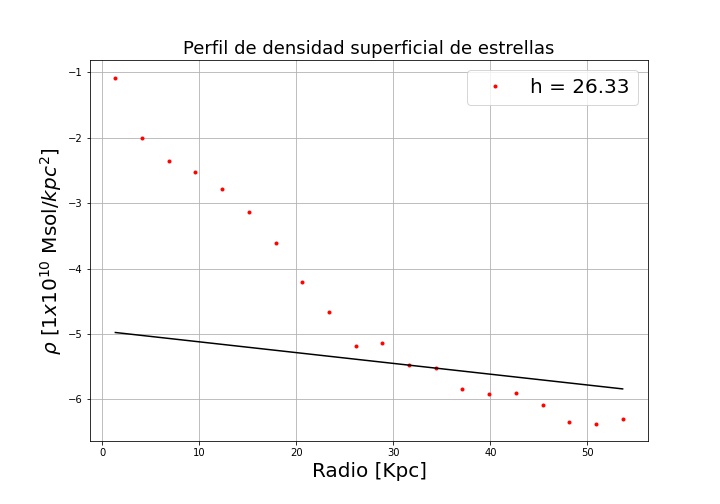 Perfil de densidad superficial de estrellas
h = 26.33
ρ [1x10¹⁰ Msol/kpc²]
−1
−2
−3
−4
−5
−6
0 10 20 30 40 50
Radio [Kpc]